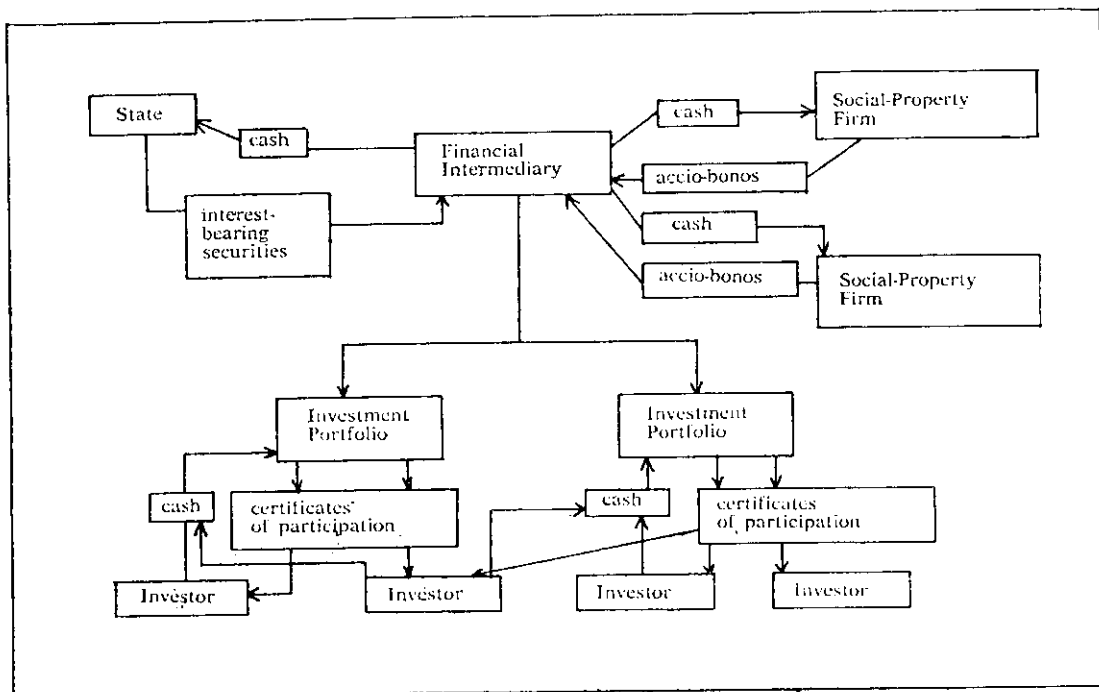 State
cash
Financial
Intermediary
interest-
bearing
securities
cash
Social-Property
Firm
accio-bonos
cash
accio-bonos
Social-Property
Firm
Investment
Portfolio
Investment
Portfolio
cash
certificates
of participation
cash
certificates
of participation
Investor
Investor
Investor
Investor